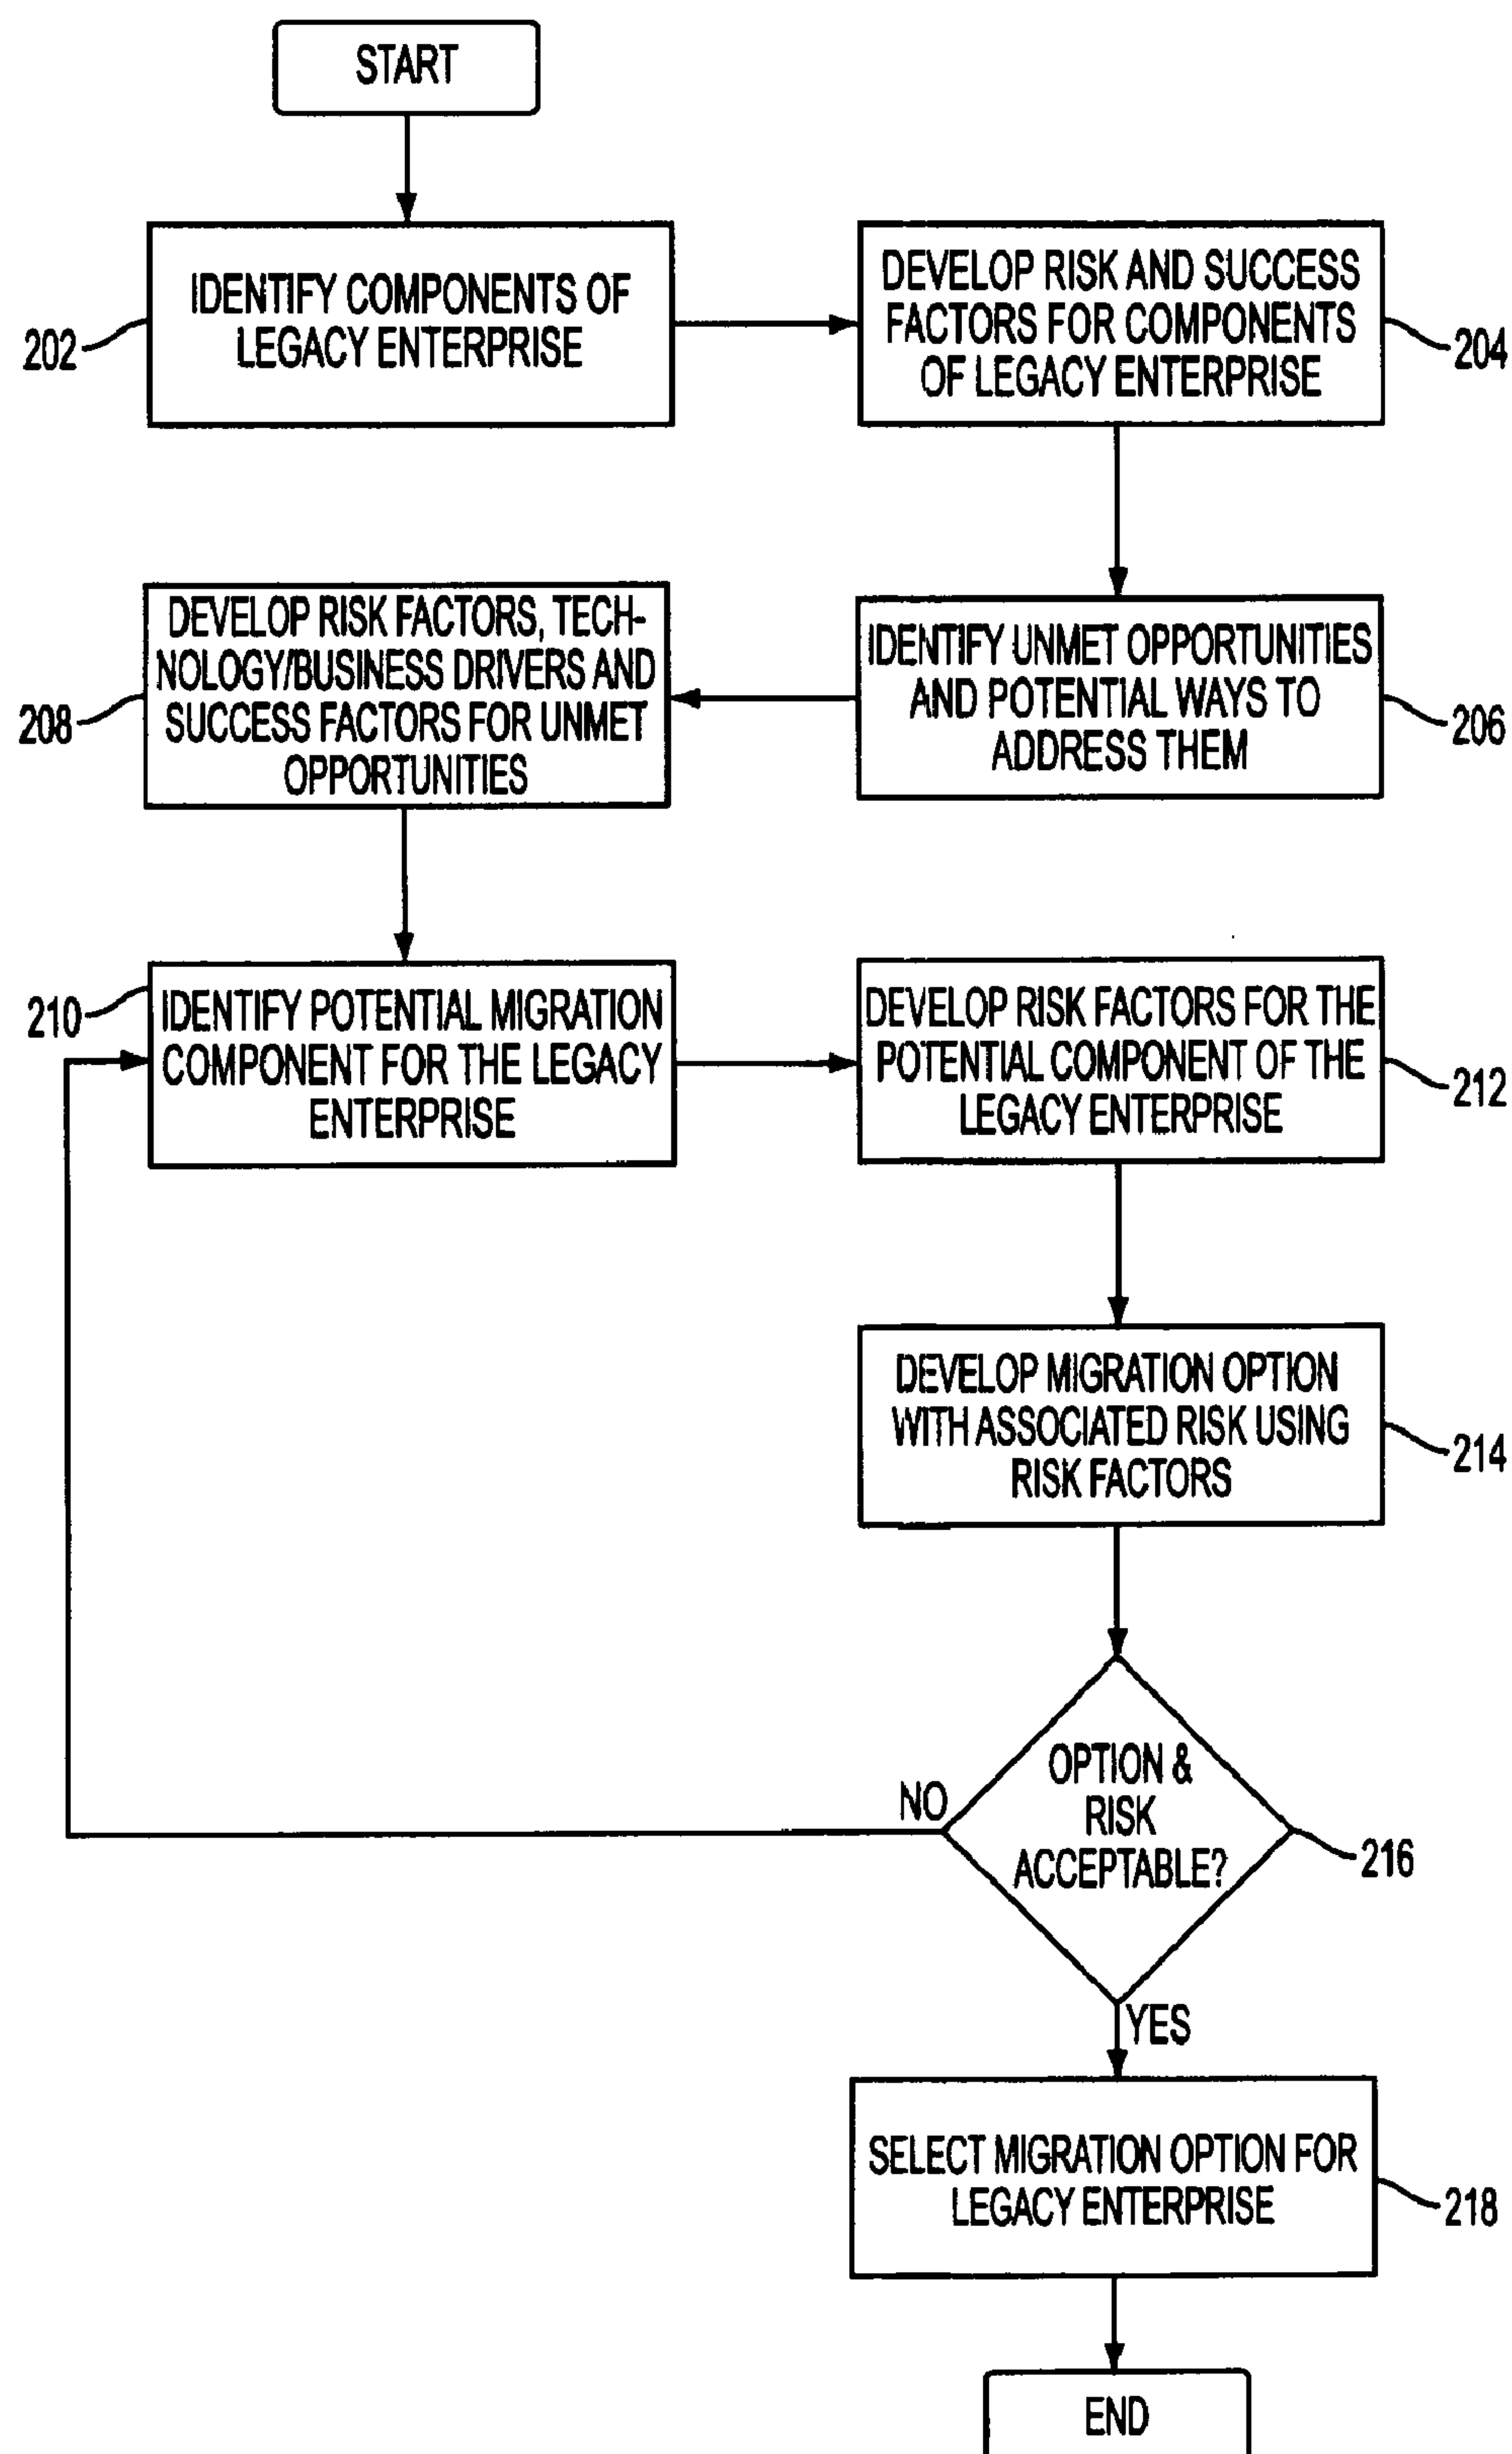 START
IDENTIFY COMPONENTS OF
LEGACY ENTERPRISE
202
DEVELOP RISK AND SUCCESS
FACTORS FOR COMPONENTS
OF LEGACY ENTERPRISE
204
IDENTIFY UNMET OPPORTUNITIES
AND POTENTIAL WAYS TO
ADDRESS THEM
206
DEVELOP RISK FACTORS, TECH-
NOLOGY/BUSINESS DRIVERS AND
SUCCESS FACTORS FOR UNMET
OPPORTUNITIES
208
210
IDENTIFY POTENTIAL MIGRATION
COMPONENT FOR THE LEGACY
ENTERPRISE
DEVELOP RISK FACTORS FOR THE
POTENTIAL COMPONENT OF THE
LEGACY ENTERPRISE
212
DEVELOP MIGRATION OPTION
WITH ASSOCIATED RISK USING
RISK FACTORS
214
OPTION &
RISK
ACCEPTABLE?
NO
216
YES
SELECT MIGRATION OPTION FOR
LEGACY ENTERPRISE
218
END